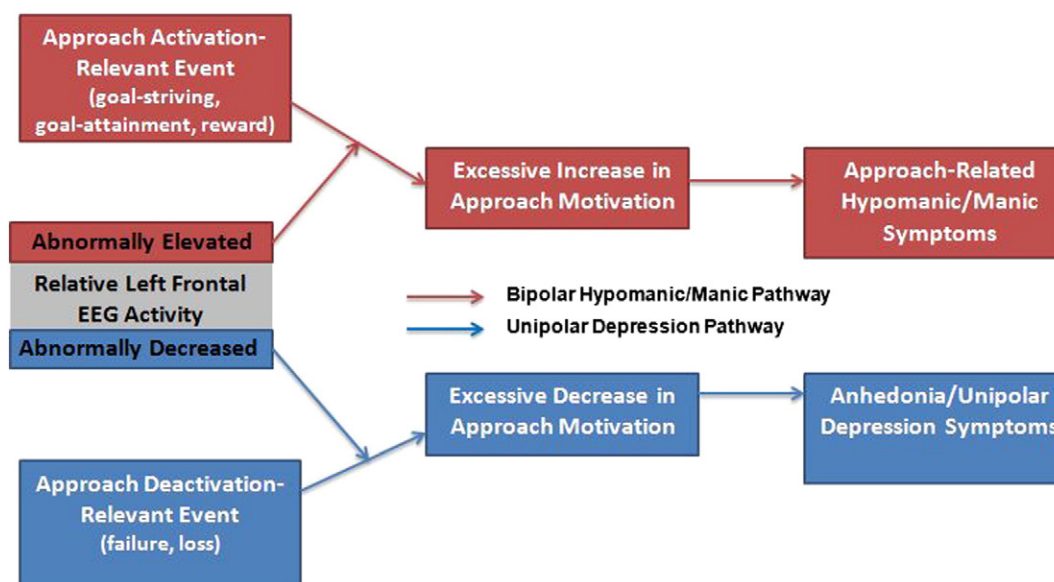 Approach Activation-
Relevant Event
(goal-striving,
goal-attainment, reward)
Excessive Increase in
Approach Motivation
Approach-Related
Hypomanic/Manic
Symptoms
Abnormally Elevated
Relative Left Frontal
EEG Activity
Abnormally Decreased
Bipolar Hypomanic/Manic Pathway
Unipolar Depression Pathway
Excessive Decrease in
Approach Motivation
Anhedonia/Unipolar
Depression Symptoms
Approach Deactivation-
Relevant Event
(failure, loss)